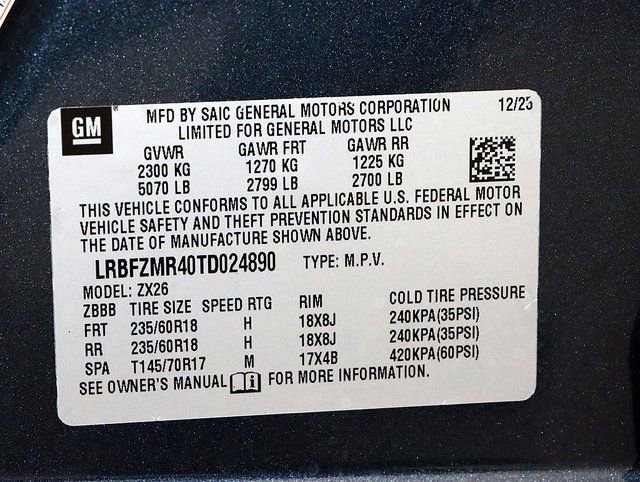 GM
MFD BY SAIC GENERAL MOTORS CORPORATION 12/23
LIMITED FOR GENERAL MOTORS LLC
GVWR GAWR FRT GAWR RR
2300 KG 1270 KG 1225 KG
5070 LB 2799 LB 2700 LB
THIS VEHICLE CONFORMS TO ALL APPLICABLE U.S. FEDERAL MOTOR
VEHICLE SAFETY AND THEFT PREVENTION STANDARDS IN EFFECT ON
THE DATE OF MANUFACTURE SHOWN ABOVE.
LRBFZMR40TD024890 TYPE: M.P.V.
MODEL: ZX26
ZBBB TIRE SIZE SPEED RTG RIM COLD TIRE PRESSURE
FRT 235/60R18 H 18X8J 240KPA(35PSI)
RR 235/60R18 H 18X8J 240KPA(35PSI)
SPA T145/70R17 M 17X4B 420KPA(60PSI)
SEE OWNER'S MANUAL FOR MORE INFORMATION.